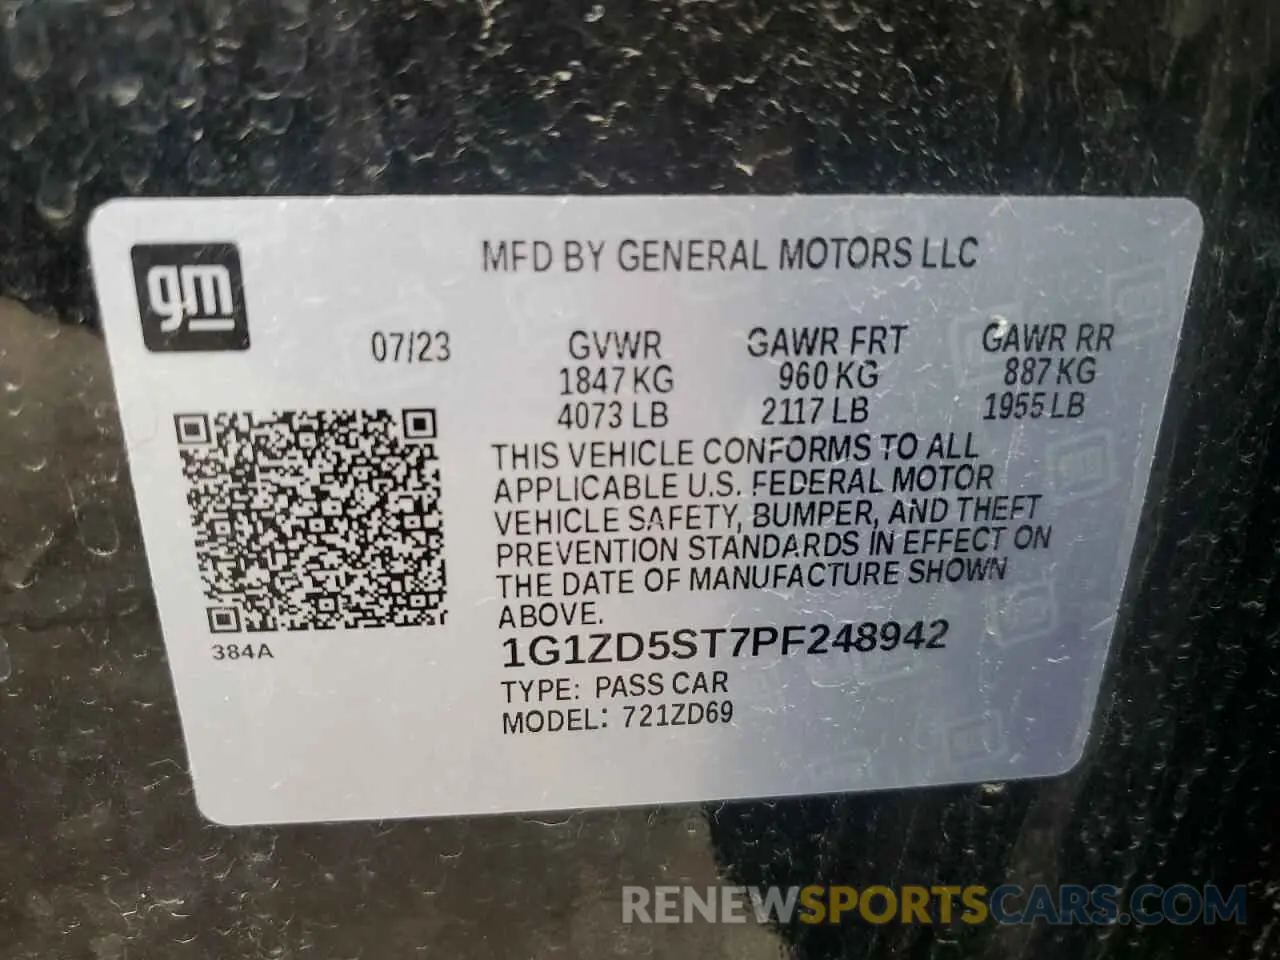 MFD BY GENERAL MOTORS LLC
gm
07/23 GVWR GAWR FRT GAWR RR
1847 KG 960 KG 887 KG
4073 LB 2117 LB 1955 LB
THIS VEHICLE CONFORMS TO ALL
APPLICABLE U.S. FEDERAL MOTOR
VEHICLE SAFETY, BUMPER, AND THEFT
PREVENTION STANDARDS IN EFFECT ON
THE DATE OF MANUFACTURE SHOWN
ABOVE.
384A
1G1ZD5ST7PF248942
TYPE: PASS CAR
MODEL: 721ZD69
RENEWSPORTSCARS.COM